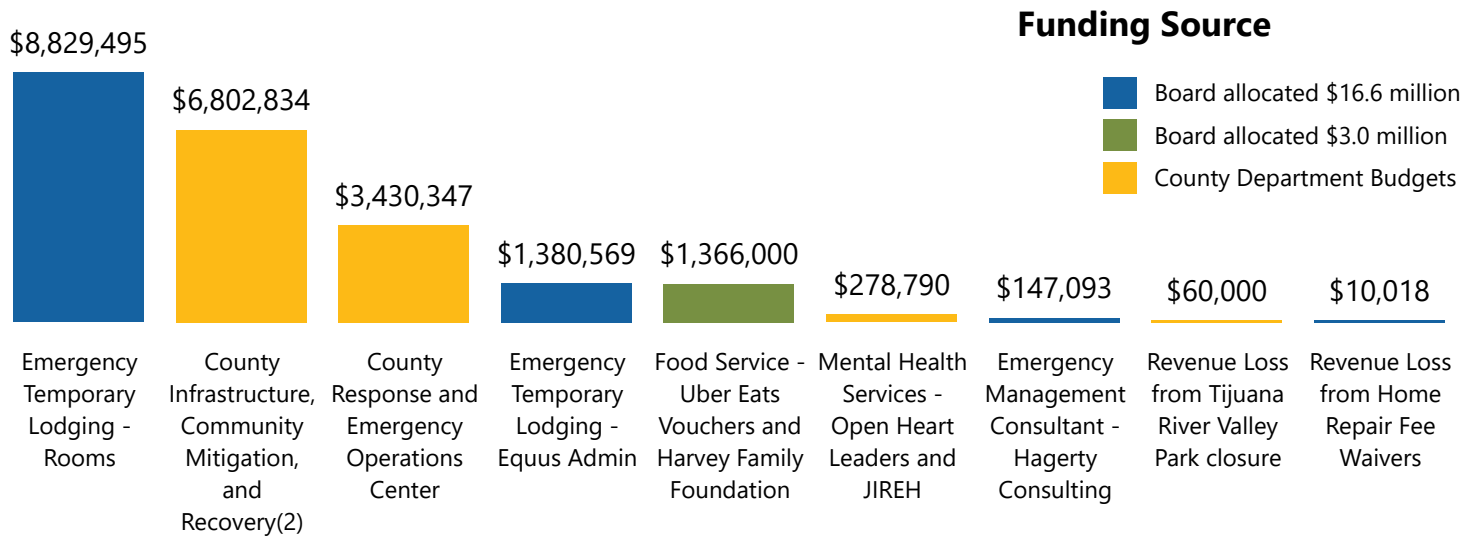 Funding Source
Board allocated $16.6 million
Board allocated $3.0 million
County Department Budgets
$8,829,495
$6,802,834
$3,430,347
$1,380,569
$1,366,000
$278,790
$147,093
$60,000
$10,018
Emergency
Temporary
Lodging -
Rooms
County
Infrastructure,
Community
Mitigation,
and
Recovery(2)
County
Response and
Emergency
Operations
Center
Emergency
Temporary
Lodging -
Equus Admin
Food Service -
Uber Eats
Vouchers and
Harvey Family
Foundation
Mental Health
Services -
Open Heart
Leaders and
JIREH
Emergency
Management
Consultant -
Hagerty
Consulting
Revenue Loss
from Tijuana
River Valley
Park closure
Revenue Loss
from Home
Repair Fee
Waivers